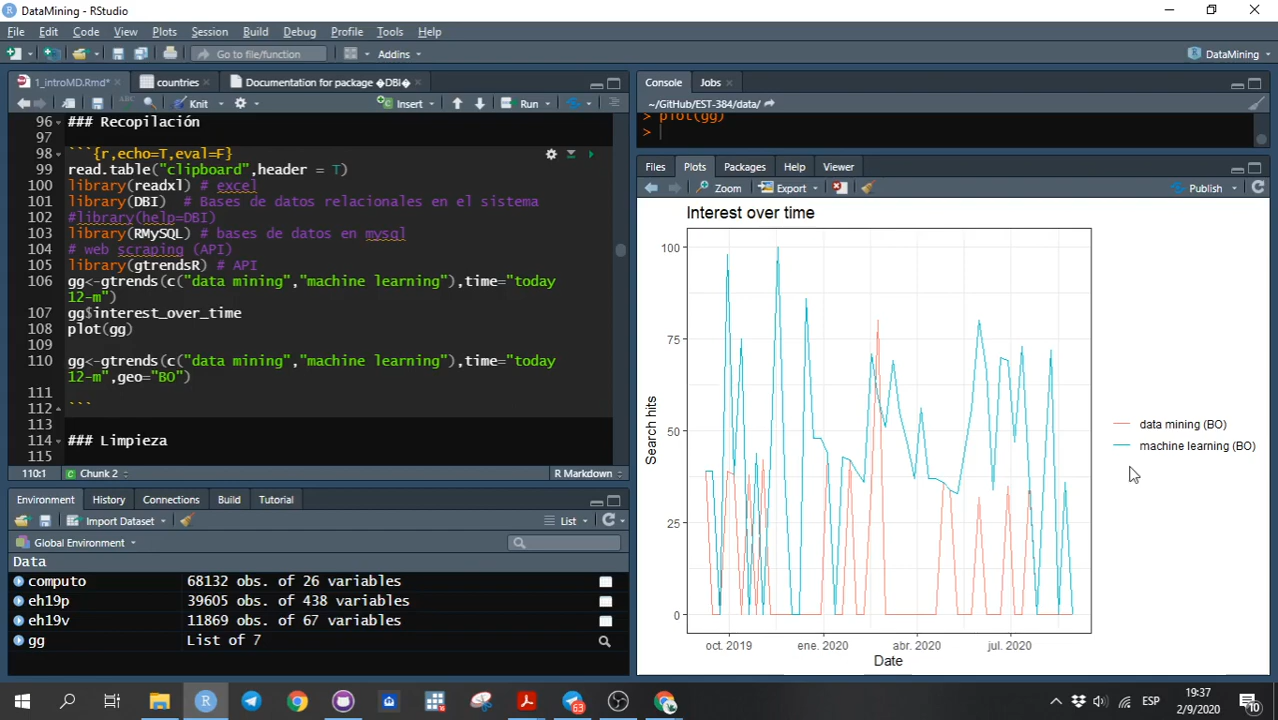 DataMining - RStudio
File Edit Code View Plots Session Build Debug Profile Tools Help
Go to file/function Addins DataMining
1_introMD.Rmd* countries Documentation for package �DBI�
Knit Insert Run
96 ### Recopilación
97
98 ```{r,echo=T,eval=F}
99 read.table("clipboard",header = T)
100 library(readxl) # excel
101 library(DBI) # Bases de datos relacionales en el sistema
102 #library(help=DBI)
103 library(RMySQL) # bases de datos en mysql
104 # web scraping (API)
105 library(gtrendsR) # API
106 gg<-gtrends(c("data mining","machine learning"),time="today
12-m")
107 gg$interest_over_time
108 plot(gg)
109
110 gg<-gtrends(c("data mining","machine learning"),time="today
12-m",geo="BO")
111
112 ```
113
114 ### Limpieza
115
110:1 Chunk 2 R Markdown
Environment History Connections Build Tutorial
Import Dataset List
Global Environment
Data
computo 68132 obs. of 26 variables
eh19p 39605 obs. of 438 variables
eh19v 11869 obs. of 67 variables
gg List of 7
Console Jobs
~/GitHub/EST-384/data/
> plot(gg)
>
Files Plots Packages Help Viewer
Zoom Export Publish
Interest over time
Search hits
100
75
50
25
0
oct. 2019 ene. 2020 abr. 2020 jul. 2020
Date
data mining (BO)
machine learning (BO)
63
ESP
19:37
2/9/2020
10